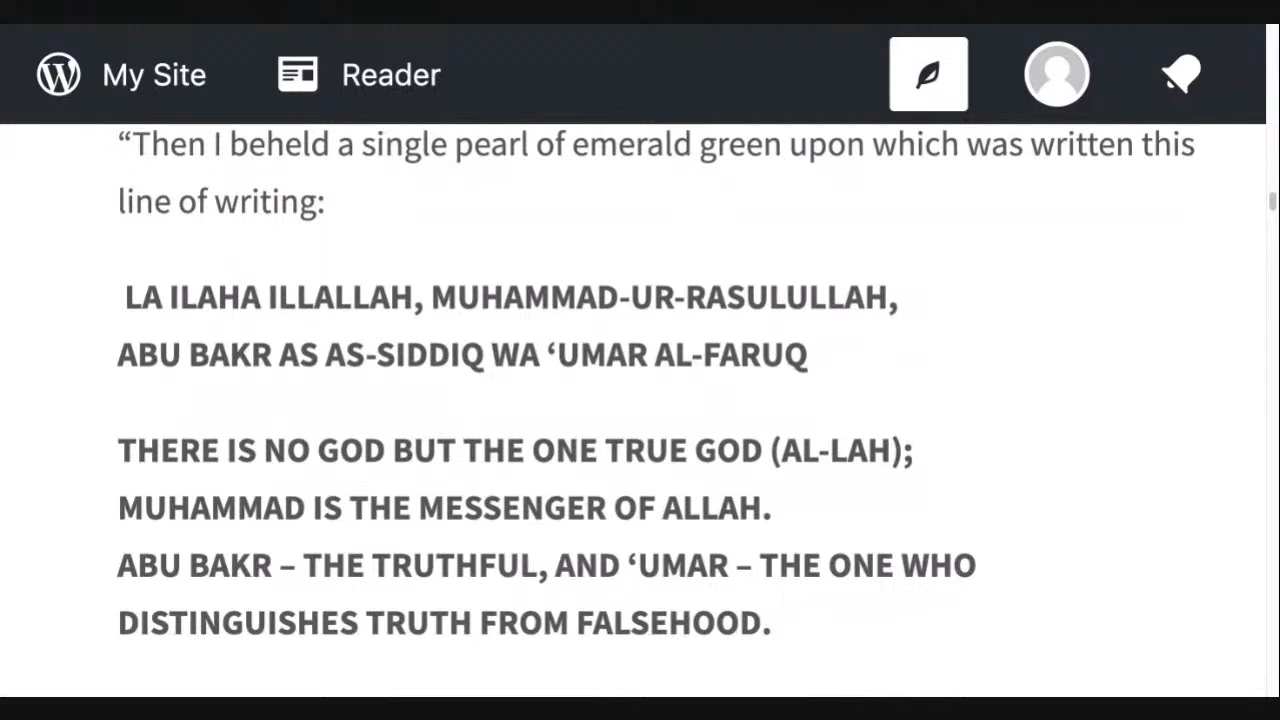 My Site Reader
“Then I beheld a single pearl of emerald green upon which was written this
line of writing:
LA ILAHA ILLALLAH, MUHAMMAD-UR-RASULULLAH,
ABU BAKR AS AS-SIDDIQ WA ‘UMAR AL-FARUQ
THERE IS NO GOD BUT THE ONE TRUE GOD (AL-LAH);
MUHAMMAD IS THE MESSENGER OF ALLAH.
ABU BAKR – THE TRUTHFUL, AND ‘UMAR – THE ONE WHO
DISTINGUISHES TRUTH FROM FALSEHOOD.